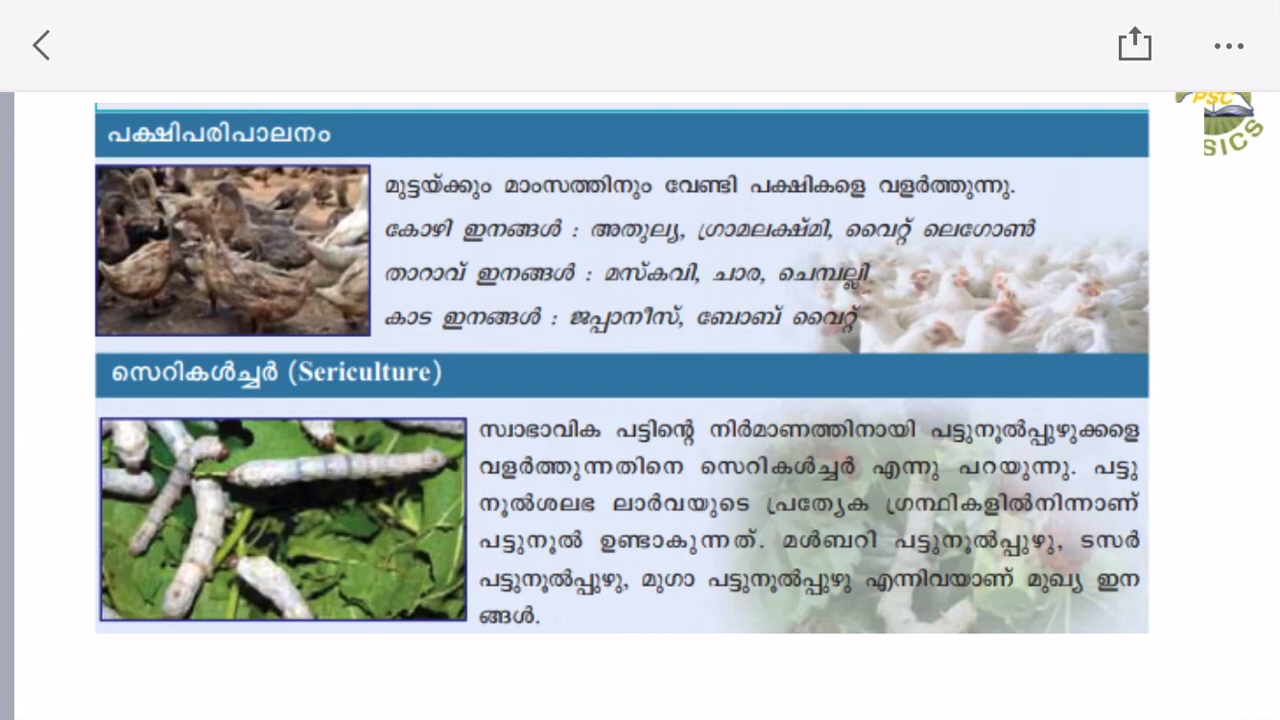 PSC
SICS
പക്ഷിപരിപാലനം
മുട്ടയ്ക്കും മാംസത്തിനും വേണ്ടി പക്ഷികളെ വളർത്തുന്നു.
കോഴി ഇനങ്ങൾ : അതുല്യ, ഗ്രാമലക്ഷ്മി, വൈറ്റ് ലെഗോൺ
താറാവ് ഇനങ്ങൾ : മസ്കവി, ചാര, ചെമ്പല്ലി
കാട ഇനങ്ങൾ : ജപ്പാനീസ്, ബോബ് വൈറ്റ്
സെറികൾച്ചർ (Sericulture)
സ്വാഭാവിക പട്ടിന്റെ നിർമാണത്തിനായി പട്ടുനൂൽപ്പുഴുക്കളെ
വളർത്തുന്നതിനെ സെറികൾച്ചർ എന്നു പറയുന്നു. പട്ടു
നൂൽശലഭ ലാർവയുടെ പ്രത്യേക ഗ്രന്ഥികളിൽനിന്നാണ്
പട്ടുനൂൽ ഉണ്ടാകുന്നത്. മൾബറി പട്ടുനൂൽപ്പുഴു, ടസർ
പട്ടുനൂൽപ്പുഴു, മുഗാ പട്ടുനൂൽപ്പുഴു എന്നിവയാണ് മുഖ്യ ഇന
ങ്ങൾ.